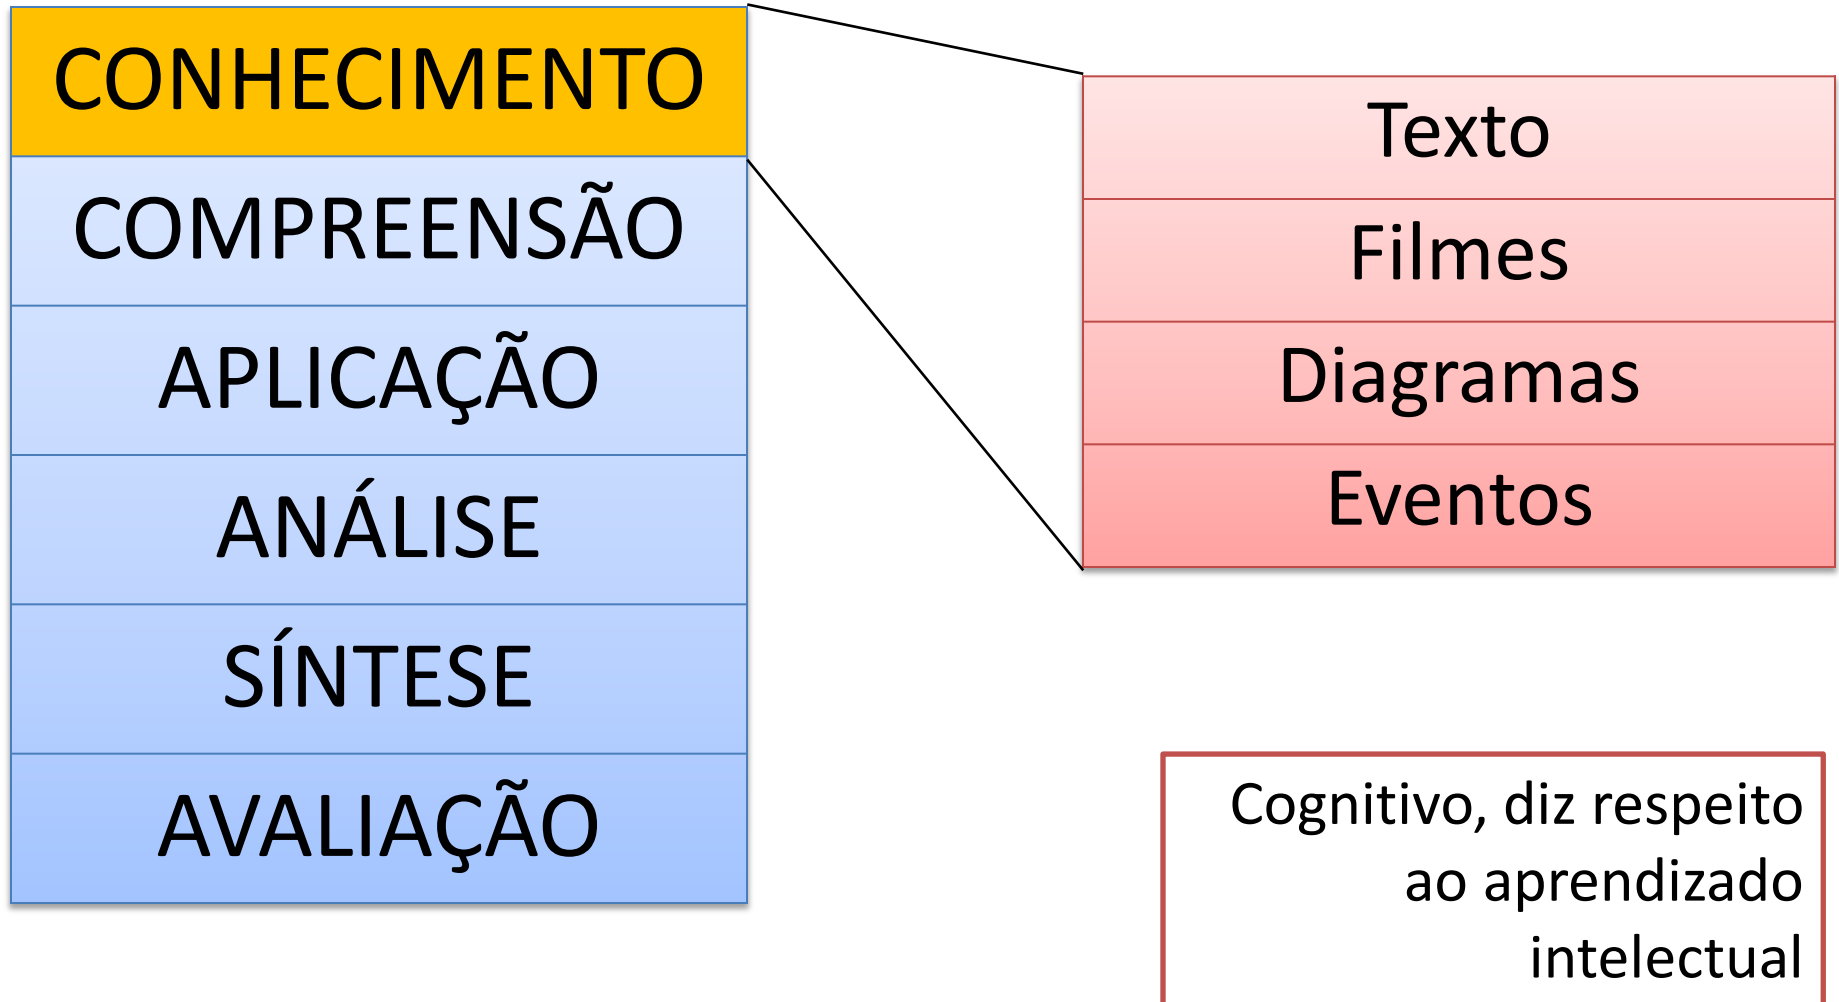 CONHECIMENTO
COMPREENSÃO
APLICAÇÃO
ANÁLISE
SÍNTESE
AVALIAÇÃO
Texto
Filmes
Diagramas
Eventos
Cognitivo, diz respeito
ao aprendizado
intelectual